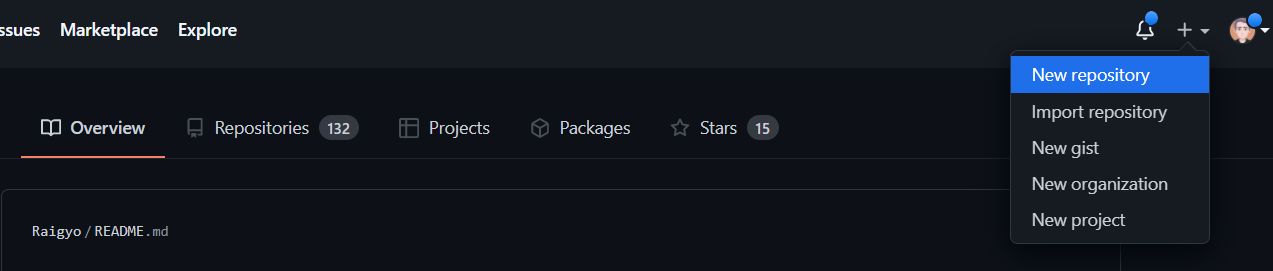 ssues Marketplace Explore
New repository
Import repository
New gist
New organization
New project
Overview Repositories 132 Projects Packages Stars 15
Raigyo/README.md